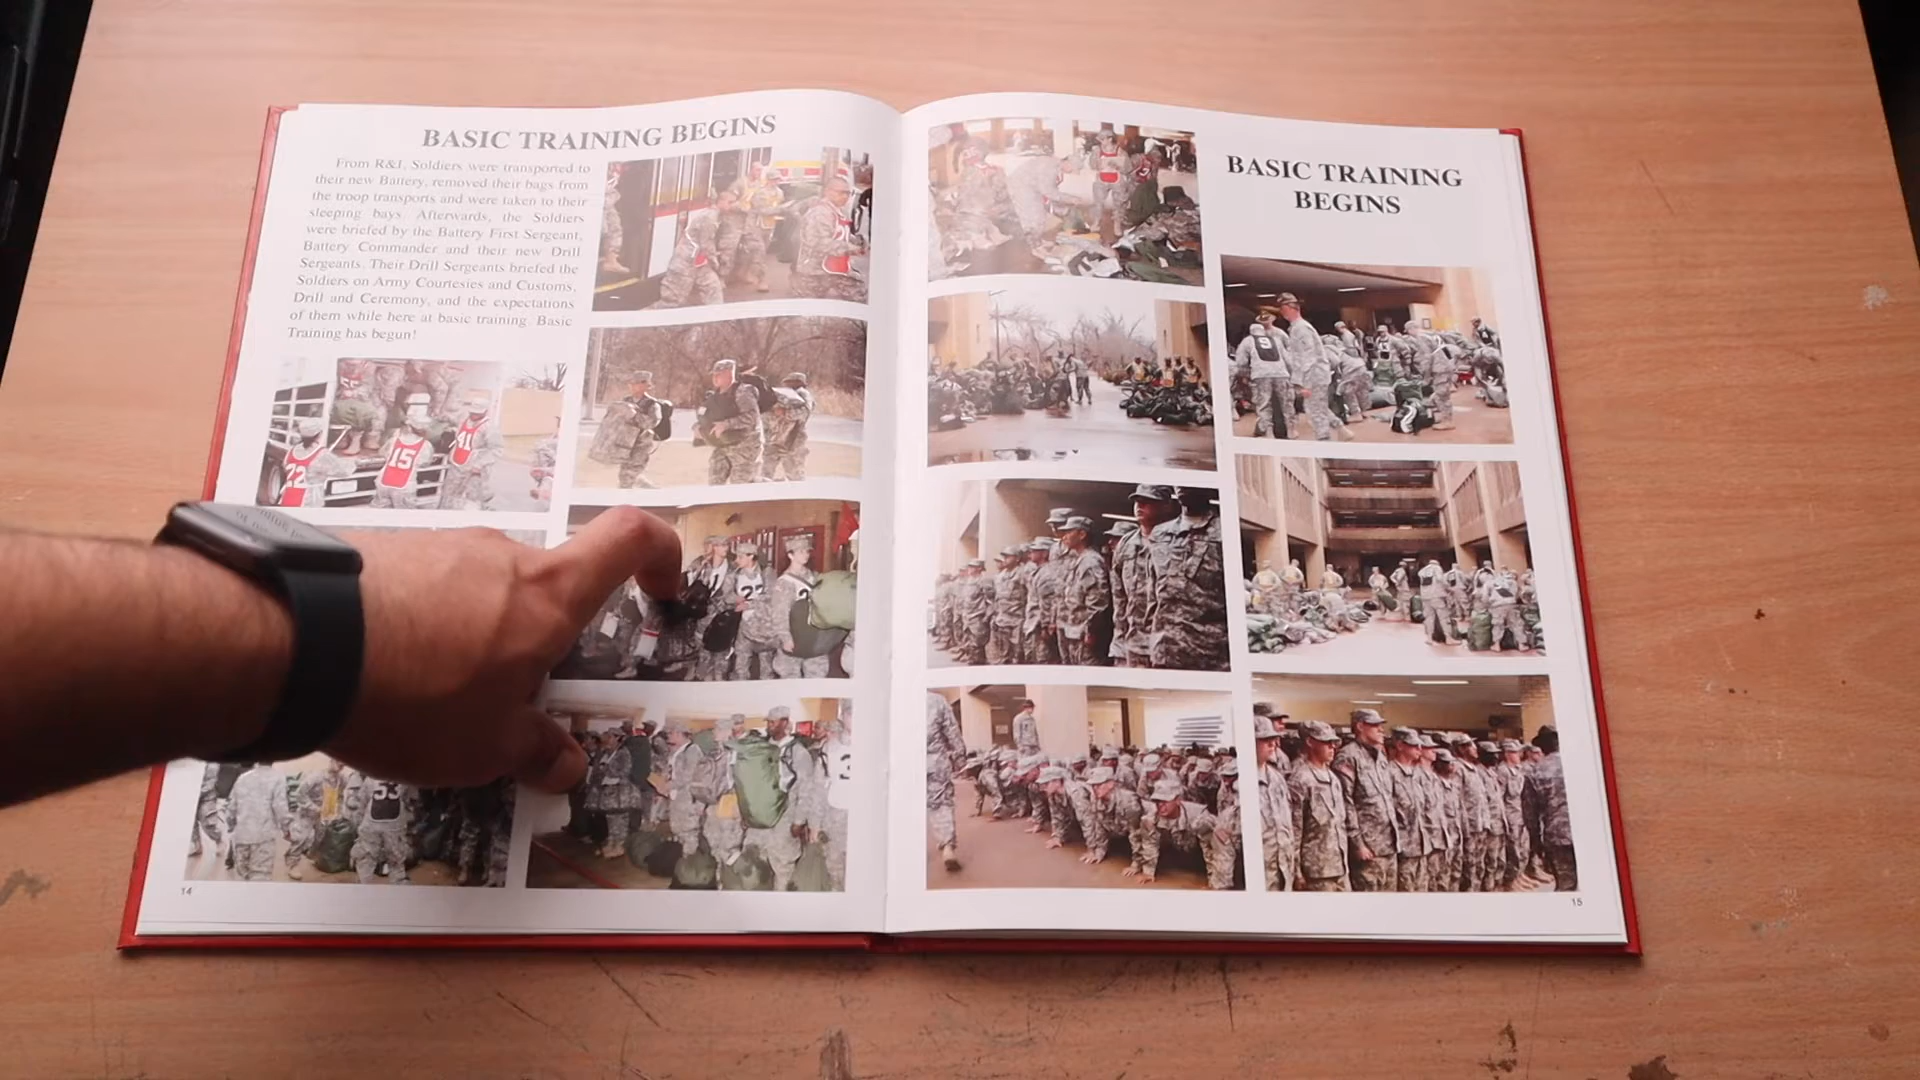 BASIC TRAINING BEGINS
From R&I, Soldiers were transported to
their new Battery, removed their bags from
the troop transports and were taken to their
sleeping bays. Afterwards, the Soldiers
were briefed by the Battery First Sergeant,
Battery Commander and their new Drill
Sergeants. Their Drill Sergeants briefed the
Soldiers on Army Courtesies and Customs,
Drill and Ceremony, and the expectations
of them while here at basic training. Basic
Training has begun!
22
15
41
53
3
14
BASIC TRAINING
BEGINS
9
15